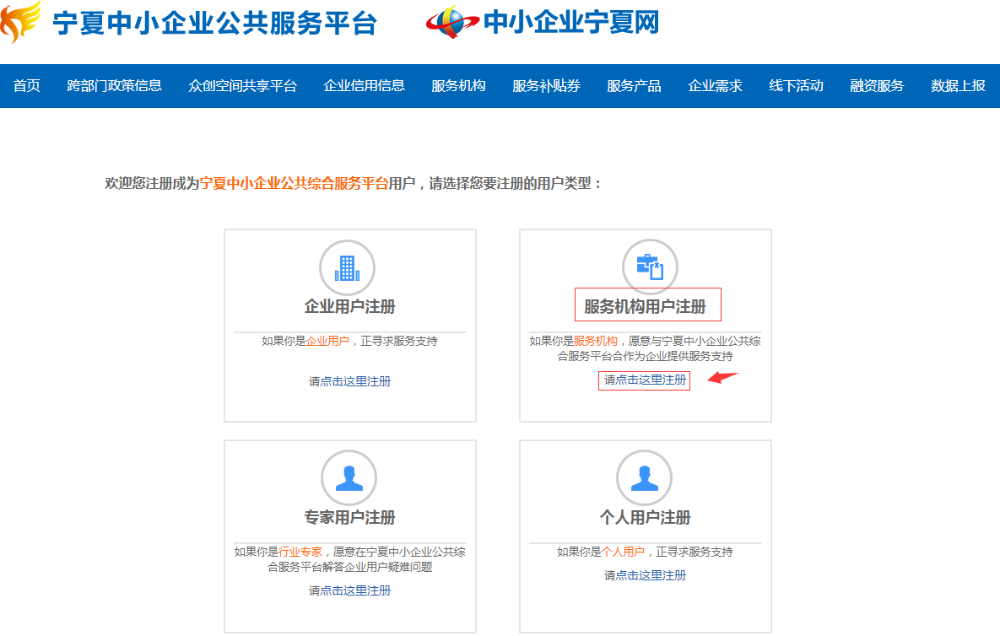 宁夏中小企业公共服务平台 中小企业宁夏网
首页 跨部门政策信息 众创空间共享平台 企业信用信息 服务机构 服务补贴券 服务产品 企业需求 线下活动 融资服务 数据上报
欢迎您注册成为宁夏中小企业公共综合服务平台用户，请选择您要注册的用户类型：
企业用户注册
如果你是企业用户，正寻求服务支持
请点击这里注册
服务机构用户注册
如果你是服务机构，愿意与宁夏中小企业公共综
合服务平台合作为企业提供服务支持
请点击这里注册
专家用户注册
如果你是行业专家，愿意在宁夏中小企业公共综
合服务平台解答企业用户疑难问题
请点击这里注册
个人用户注册
如果你是个人用户，正寻求服务支持
请点击这里注册